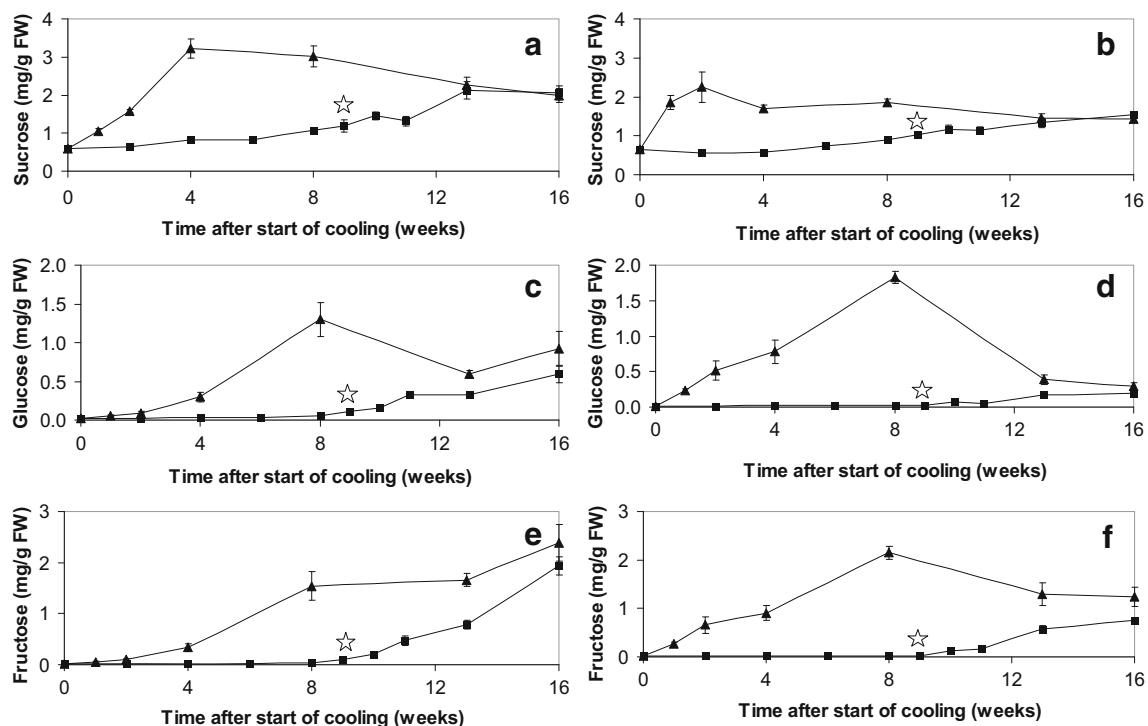 a
Sucrose (mg/g FW)
4
3
2
1
0
0 4 8 12 16
Time after start of cooling (weeks)
b
Sucrose (mg/g FW)
4
3
2
1
0
0 4 8 12 16
Time after start of cooling (weeks)
c
Glucose (mg/g FW)
2.0
1.5
1.0
0.5
0.0
0 4 8 12 16
Time after start of cooling (weeks)
d
Glucose (mg/g FW)
2.0
1.5
1.0
0.5
0.0
0 4 8 12 16
Time after start of cooling (weeks)
e
Fructose (mg/g FW)
3
2
1
0
0 4 8 12 16
Time after start of cooling (weeks)
f
Fructose (mg/g FW)
3
2
1
0
0 4 8 12 16
Time after start of cooling (weeks)